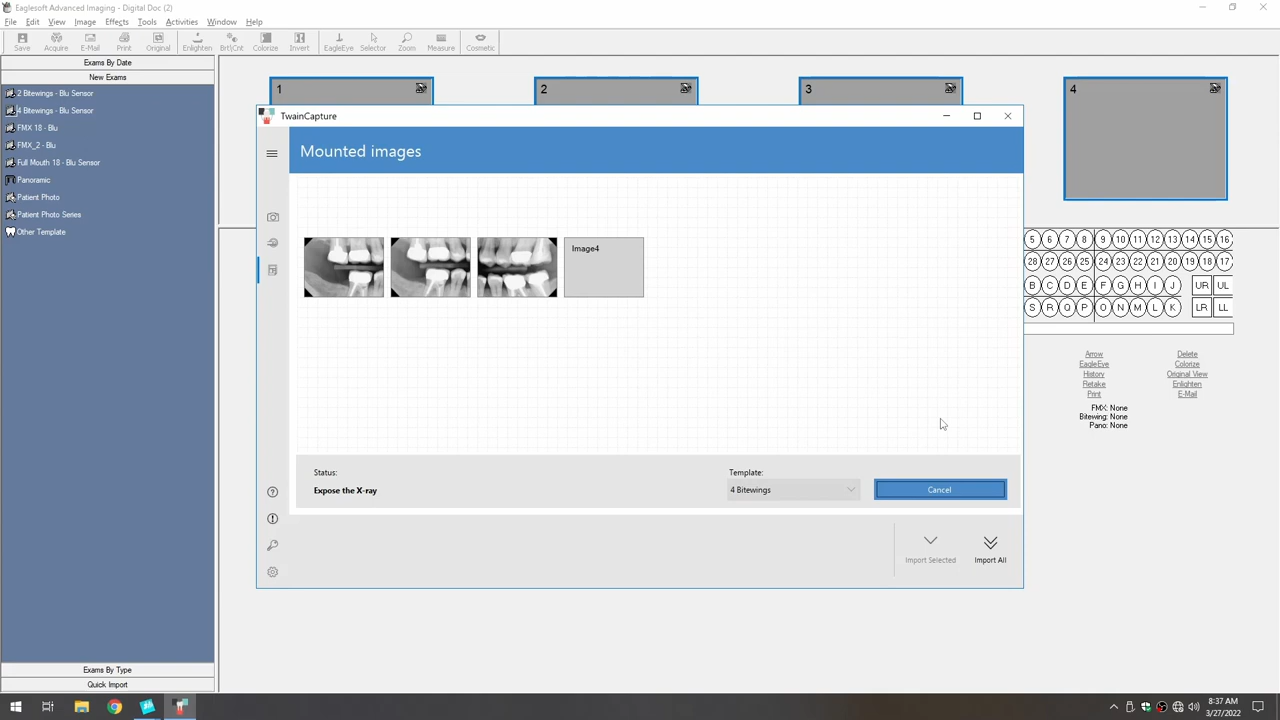 Eaglesoft Advanced Imaging (2) - Digital Doc (2)
File Edit View Image Effects Tools Activities Window Help
Save Acquire E-Mail Print Original Enlighten Brt\Cnt Colorize Invert EagleEye Selector Zoom Measure Cosmetic
Exams By Date
New Exams
2 Bitewings - Blu Sensor
4 Bitewings - Blu Sensor
FMX 18 - Blu
FMX_2 - Blu
Full Mouth 18 - Blu Sensor
Panoramic
Patient Photo
Patient Photo Series
Other Template
1 2 3 4
TwainCapture
Mounted images
Image4
5 6 7 8 9 10 11 12 13 14 15 16
28 27 26 25 24 23 22 21 20 19 18 17
B C D E F G H I J UR UL
S R Q P O N M L K LR LL
Arrow Delete
EagleEye Colorize
History Original View
Retake Enlighten
Print E-Mail
FMX: None
Bitewing: None
Pano: None
Status:
Expose the X-ray
Template:
4 Bitewings
Cancel
Import Selected
Import All
Exams By Type
Quick Import
8:37 AM
3/27/2022